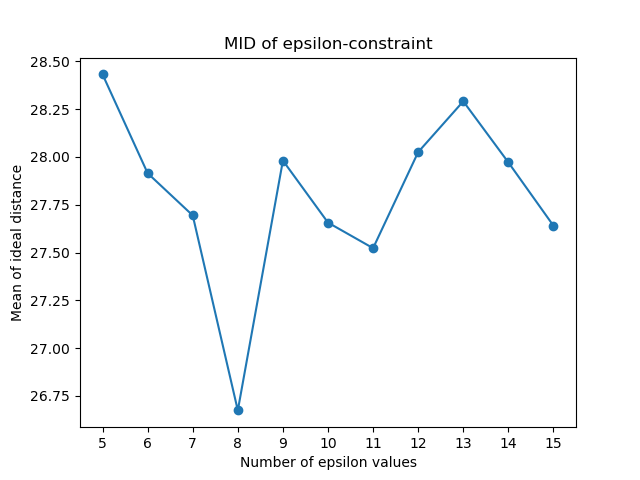 MID of epsilon-constraint
Mean of ideal distance
28.50
28.25
28.00
27.75
27.50
27.25
27.00
26.75
5 6 7 8 9 10 11 12 13 14 15
Number of epsilon values